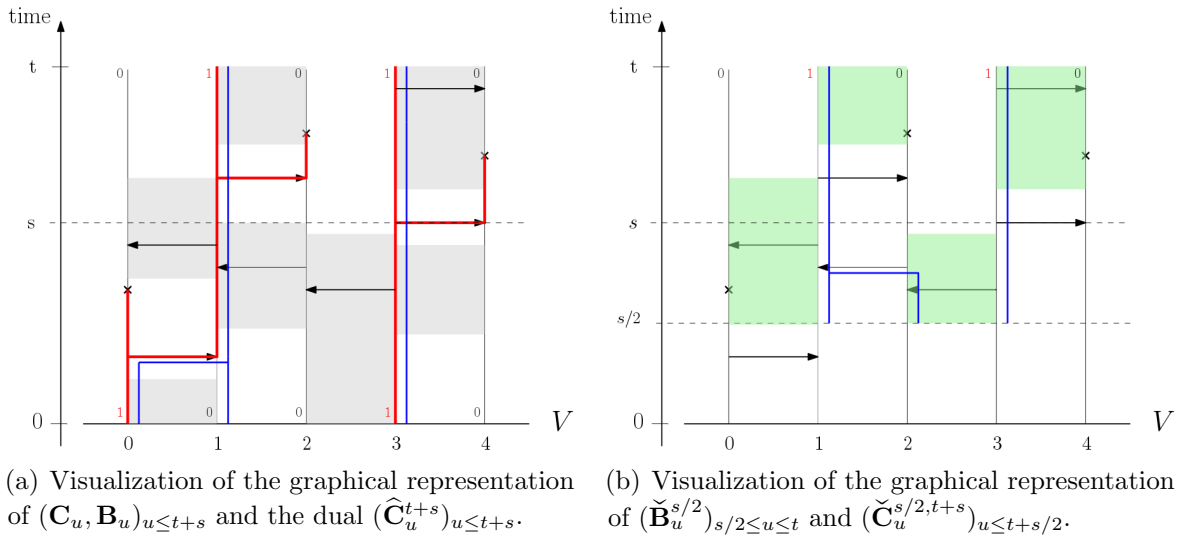 time
time
t
0
1
0
1
0
t
0
1
0
1
0
s
s
s/2
1
0
0
1
0
0
V
0
V
0
1
2
3
4
0
1
2
3
4
(a) Visualization of the graphical representation
of (C_u, B_u)_{u≤t+s} and the dual (Ĉ_u^{t+s})_{u≤t+s}.
(b) Visualization of the graphical representation
of (B̌_u^{s/2})_{s/2≤u≤t} and (Č_u^{s/2,t+s})_{u≤t+s/2}.